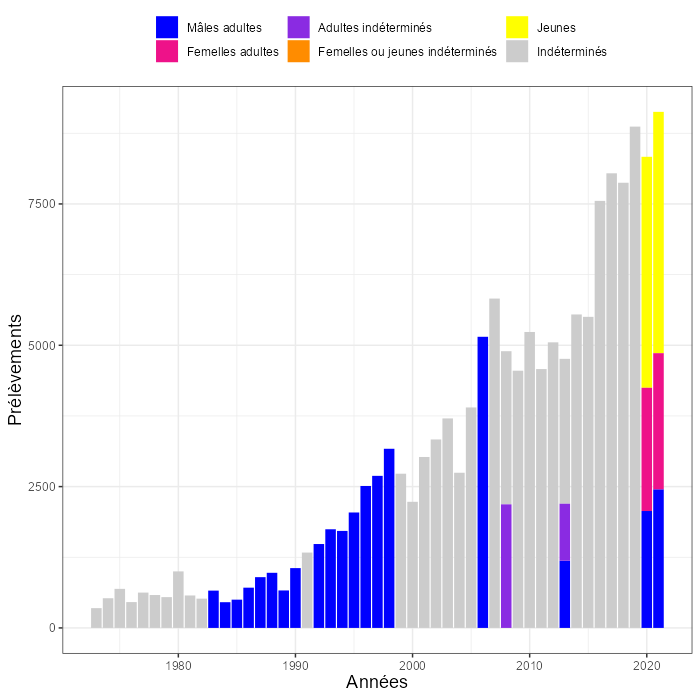 Mâles adultes Adultes indéterminés Jeunes
Femelles adultes Femelles ou jeunes indéterminés Indéterminés
7500
5000
2500
0
Prélèvements
1980 1990 2000 2010 2020
Années